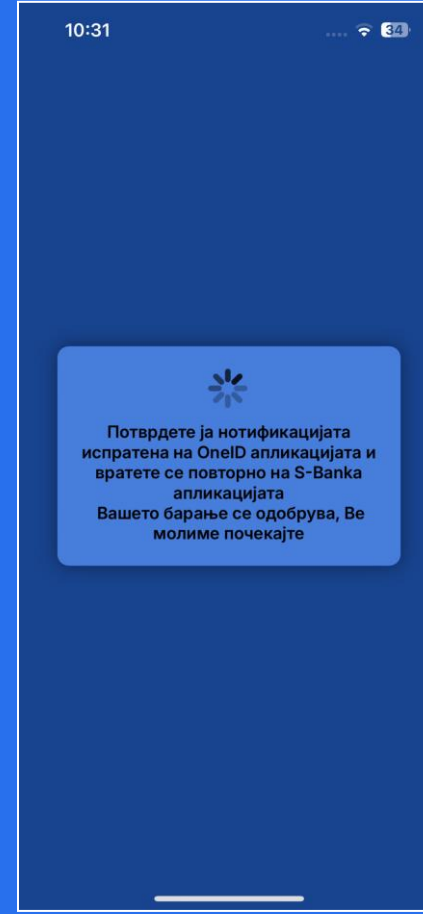 10:31
34
Потврдете ја нотификацијата
испратена на OneID апликацијата и
вратете се повторно на S-Banka
апликацијата
Вашето барање се одобрува, Ве
молиме почекајте